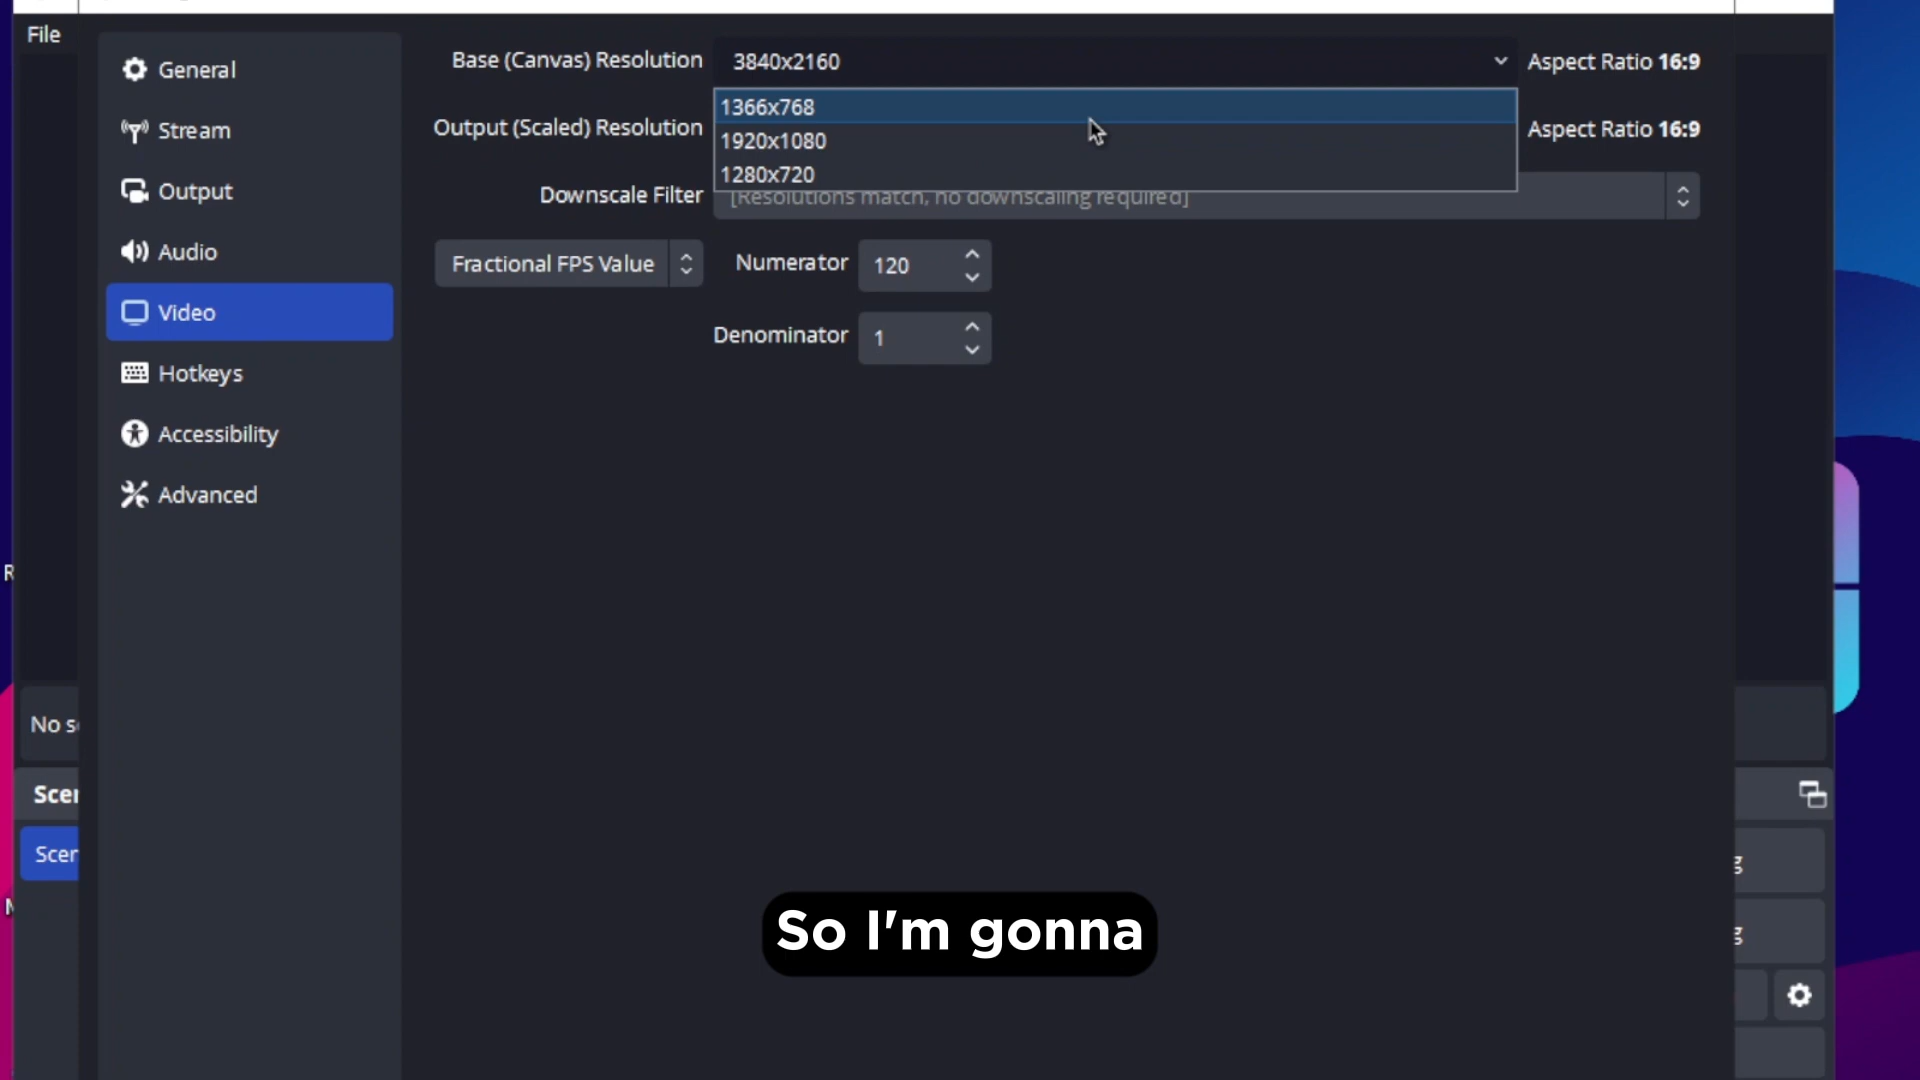 File
General
Stream
Output
Audio
Video
Hotkeys
Accessibility
Advanced
Base (Canvas) Resolution 3840x2160 Aspect Ratio 16:9
1366x768
Output (Scaled) Resolution Aspect Ratio 16:9
1920x1080
1280x720
Downscale Filter [Resolutions match, no downscaling required]
Fractional FPS Value Numerator 120
Denominator 1
R
No s
Scen
Scen
g
g
So I'm gonna